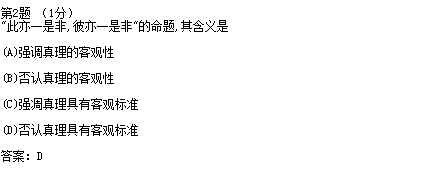 第2题 (1分)
“此亦一是非,彼亦一是非”的命题,其含义是
(A)强调真理的客观性
(B)否认真理的客观性
(C)强调真理具有客观标准
(D)否认真理具有客观标准
答案: D